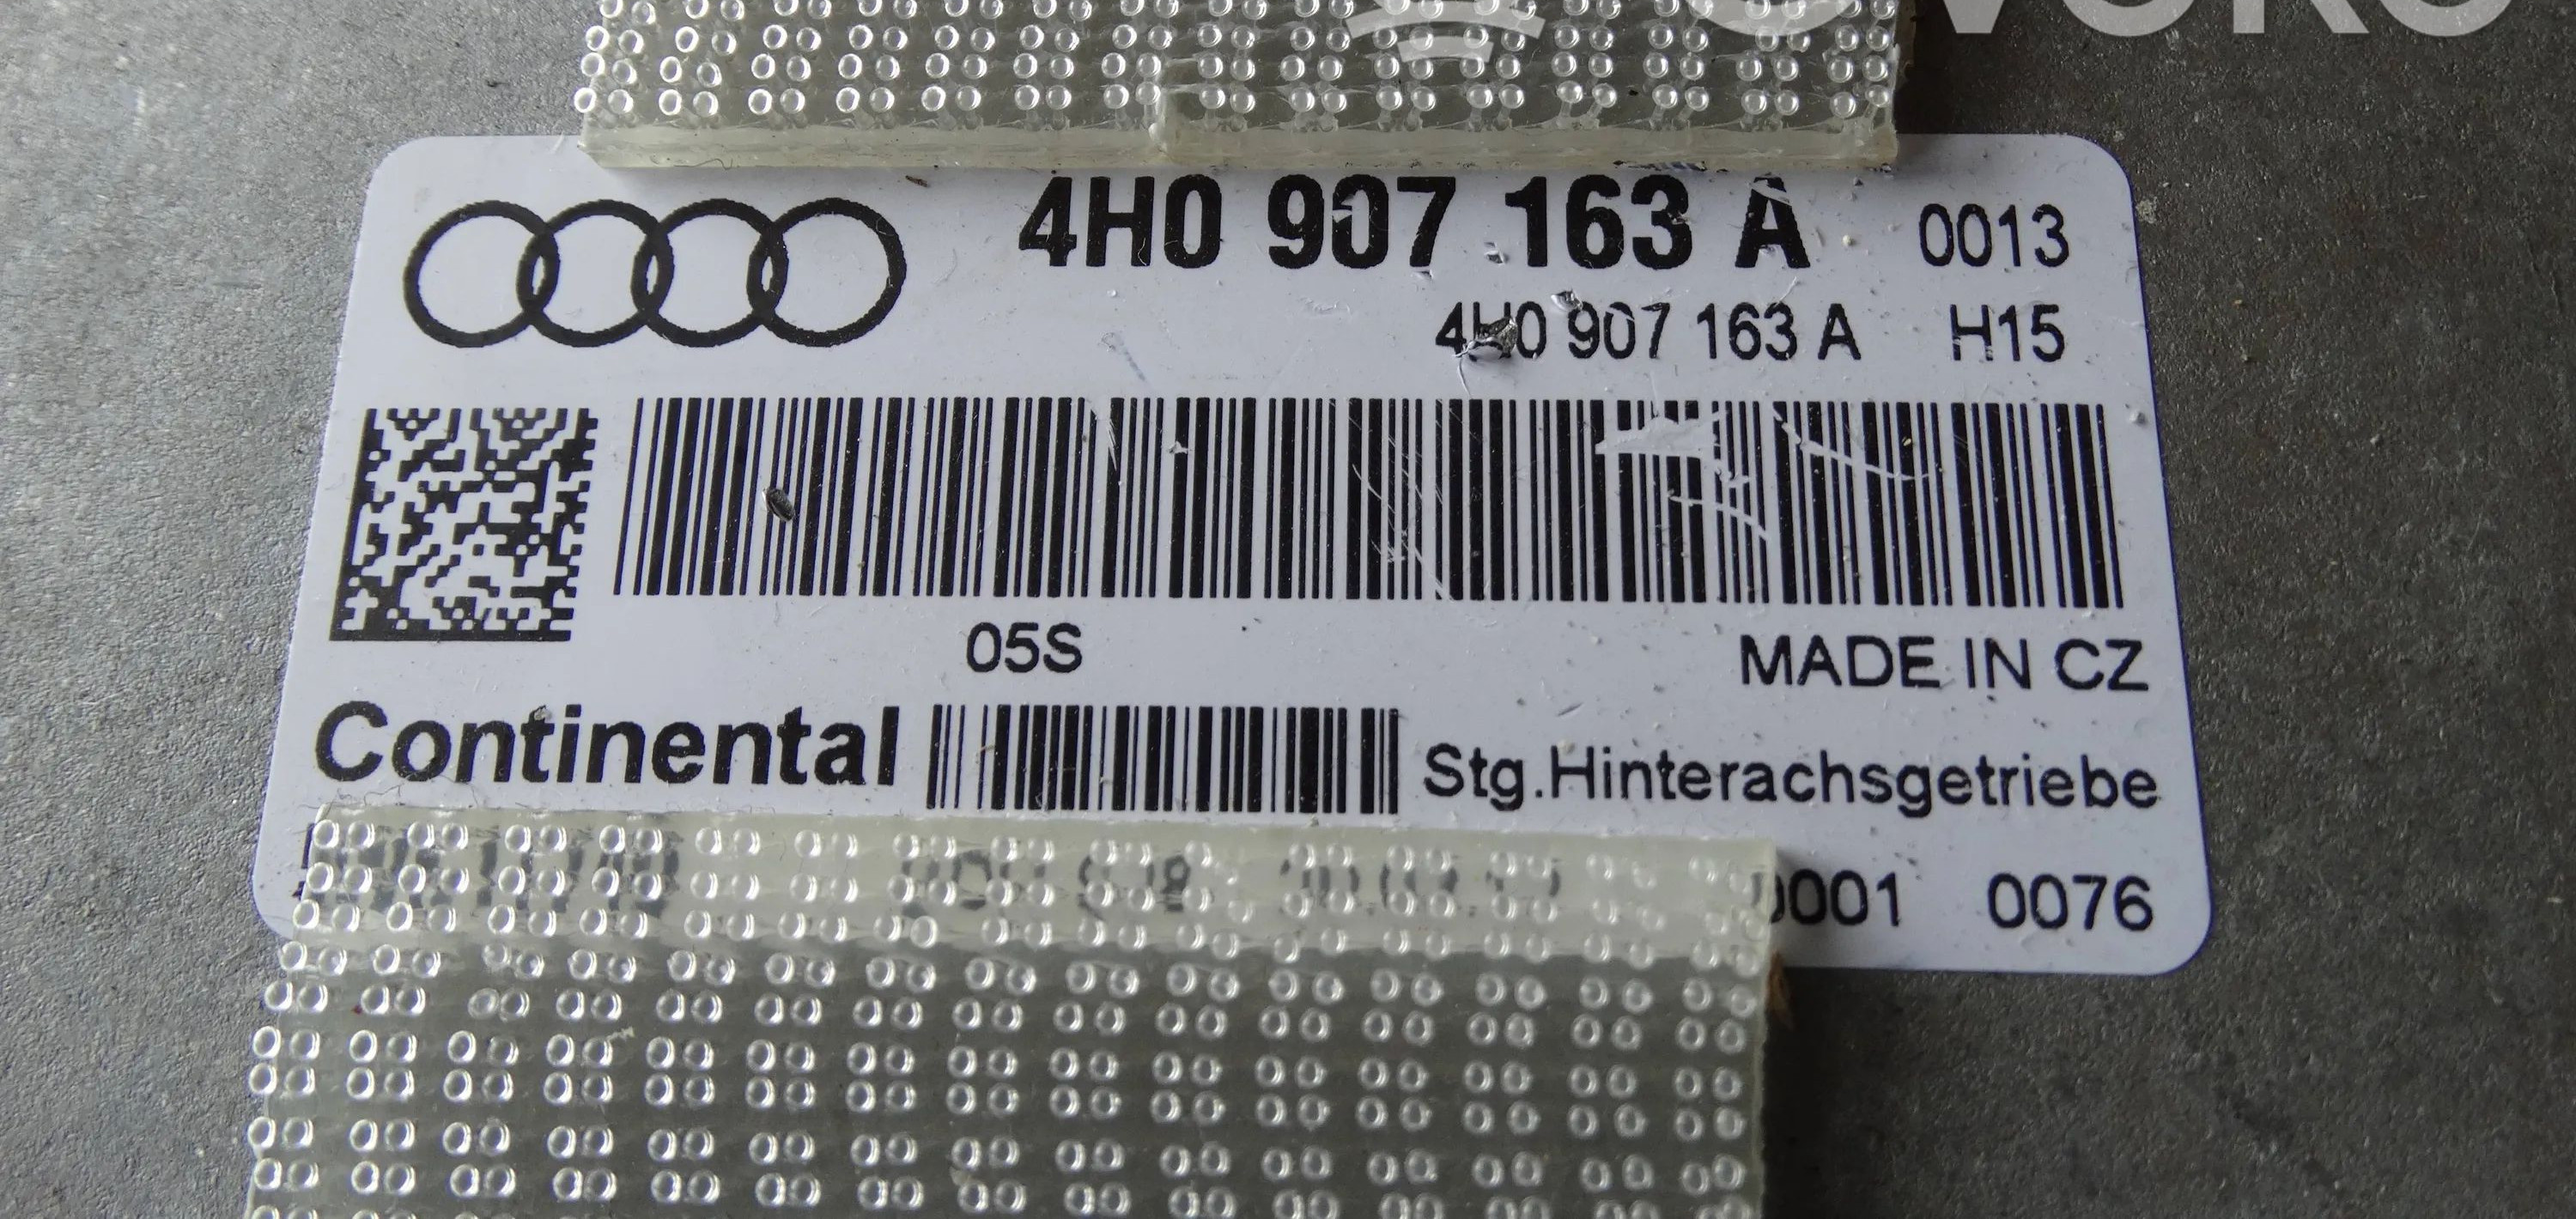 4H0 907 163 A 0013
4H0 907 163 A H15
05S MADE IN CZ
Continental Stg.Hinterachsgetriebe
0076